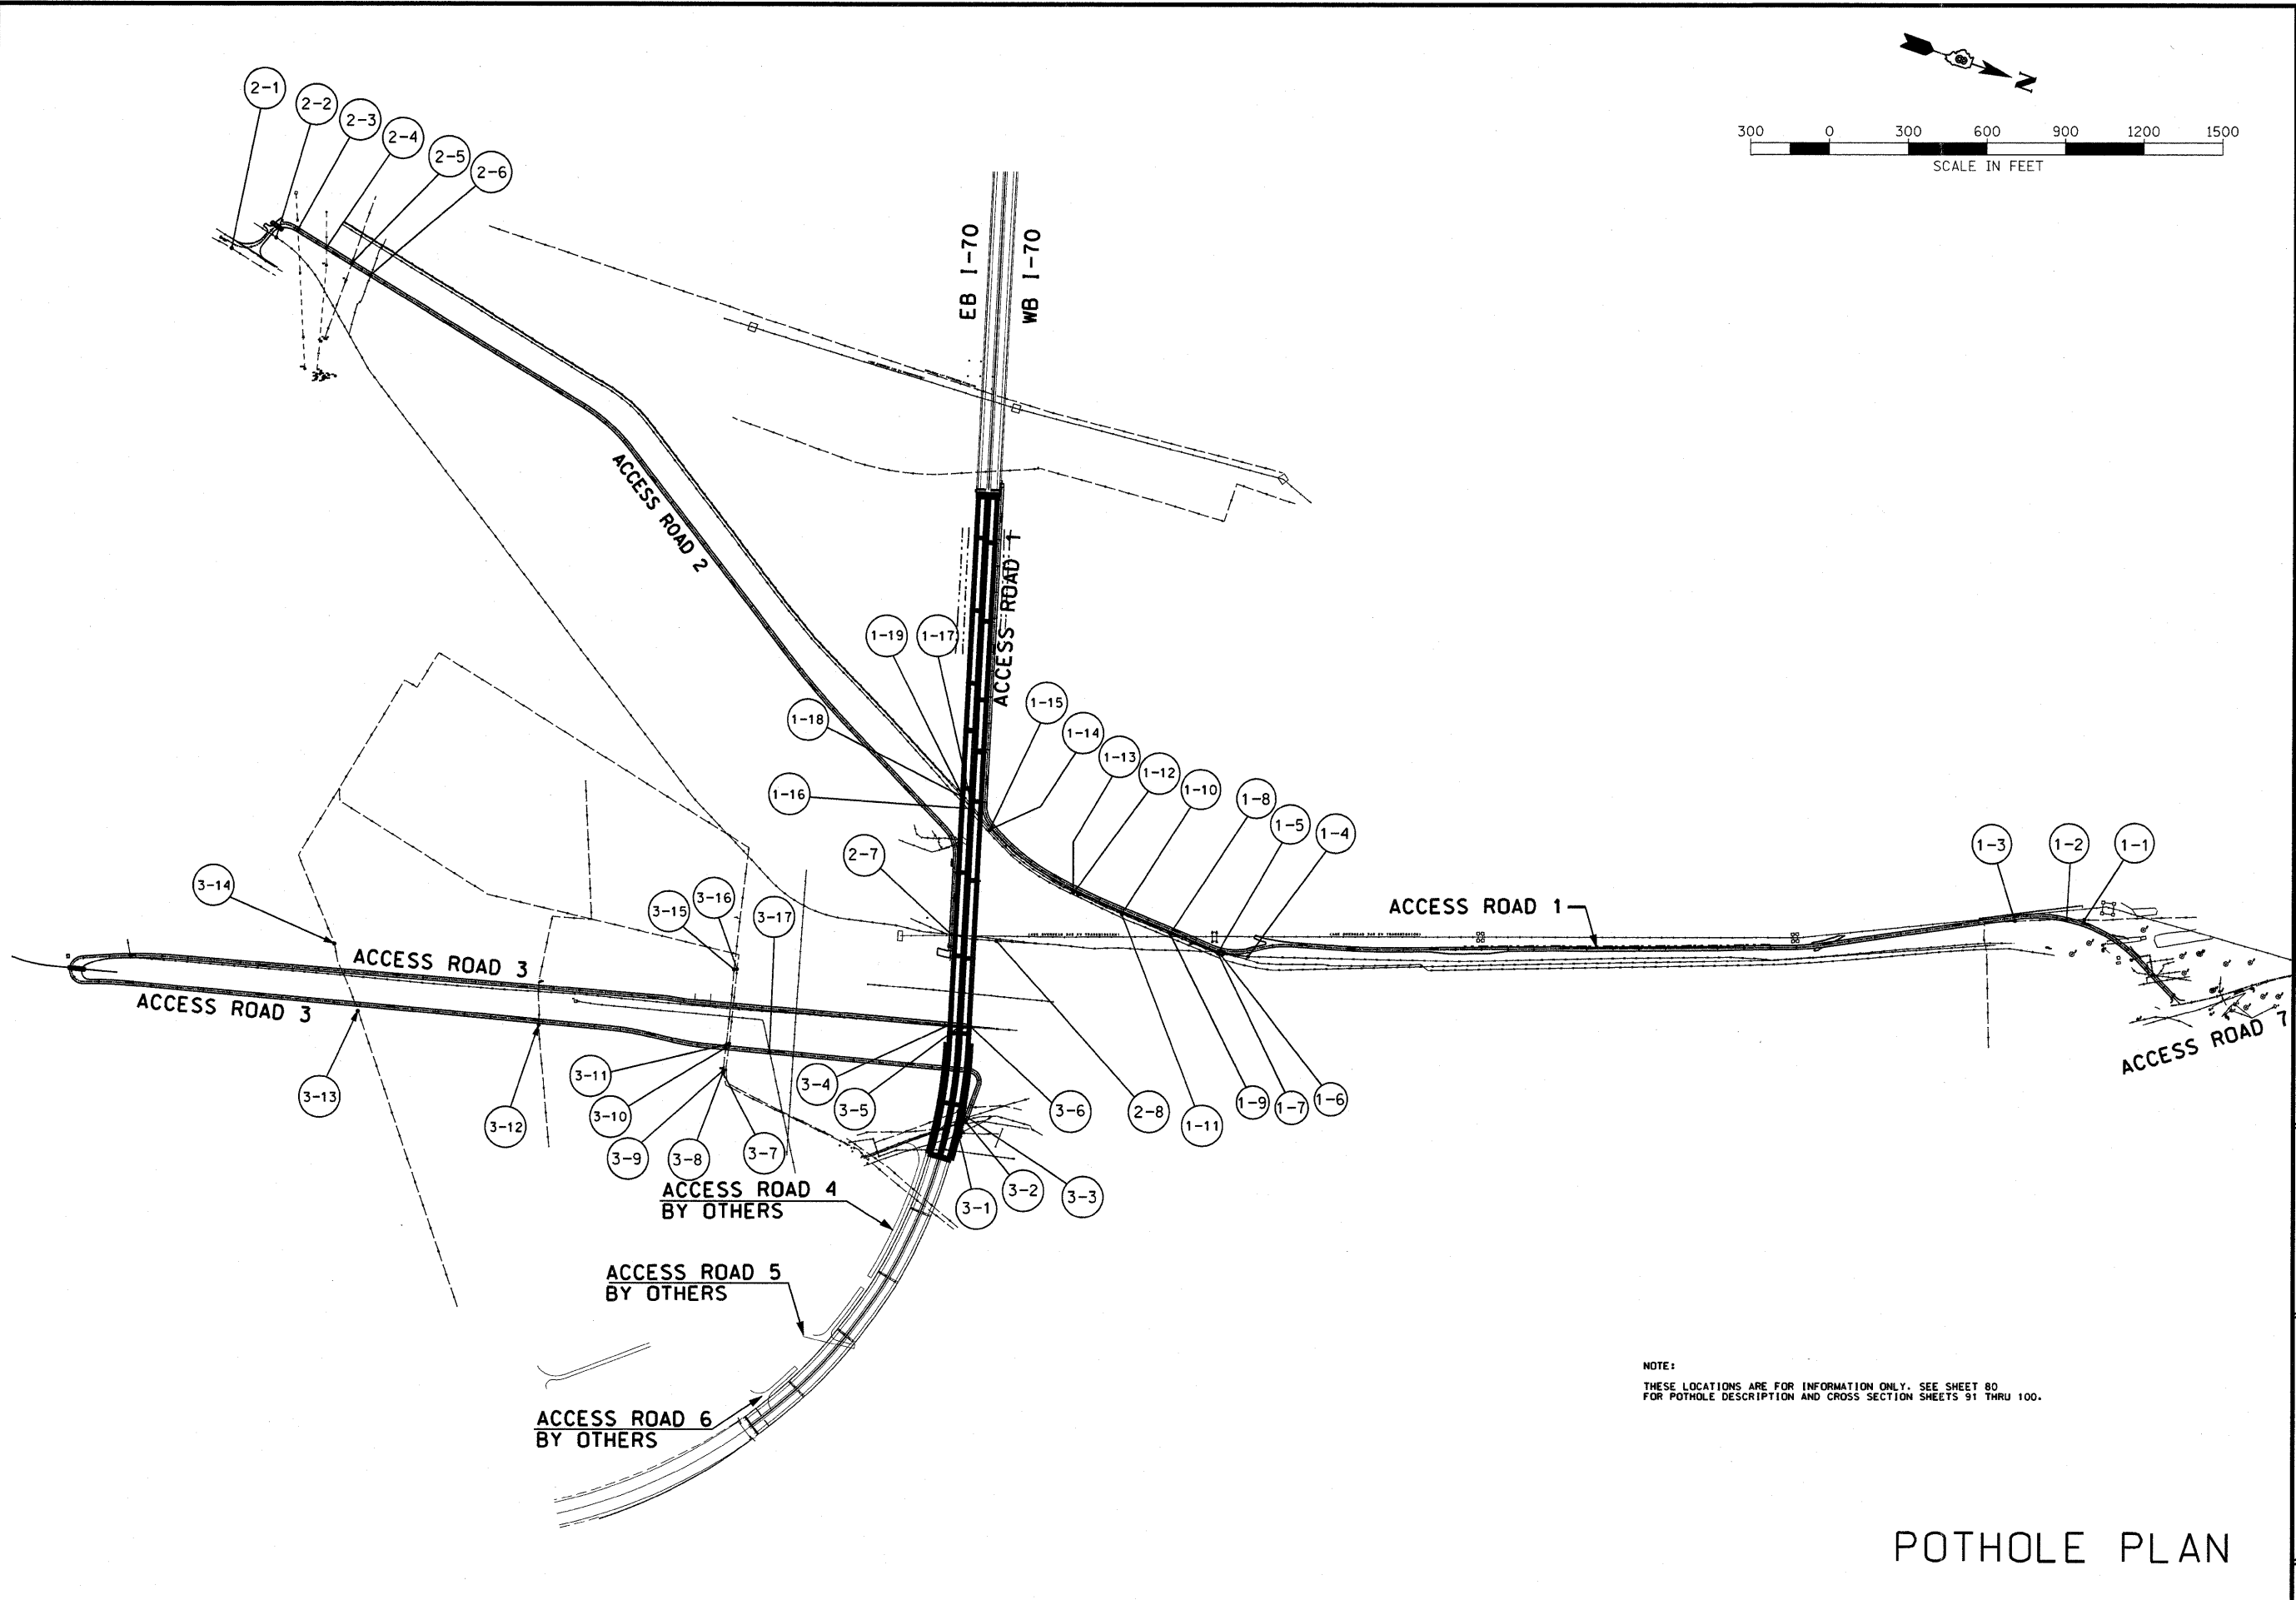 N
300 0 300 600 900 1200 1500
SCALE IN FEET
2-1
2-2
2-3
2-4
2-5
2-6
EB I-70
WB I-70
ACCESS ROAD 2
ACCESS ROAD 1
1-19
1-17
1-18
1-16
1-15
1-14
1-13
1-12
1-10
1-8
1-5
1-4
1-3
1-2
1-1
2-7
ACCESS ROAD 1
3-14
3-15
3-16
3-17
ACCESS ROAD 3
ACCESS ROAD 3
ACCESS ROAD 7
3-13
3-12
3-11
3-10
3-9
3-8
3-7
3-4
3-5
3-6
2-8
1-11
1-9
1-7
1-6
3-1
3-2
3-3
ACCESS ROAD 4
BY OTHERS
ACCESS ROAD 5
BY OTHERS
ACCESS ROAD 6
BY OTHERS
NOTE:
THESE LOCATIONS ARE FOR INFORMATION ONLY. SEE SHEET 80
FOR POTHOLE DESCRIPTION AND CROSS SECTION SHEETS 91 THRU 100.
POTHOLE PLAN